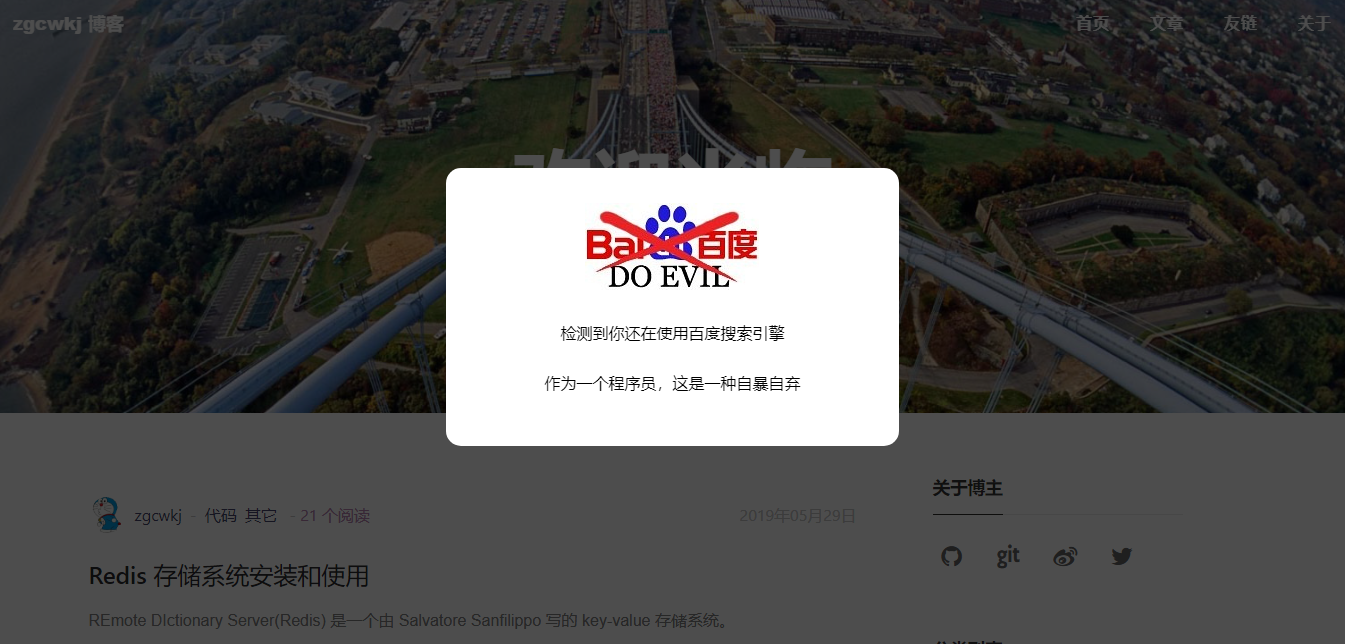 zgcwkj 博客
首页 文章 友链 关于
欢迎光临
Bai 百度
DO EVIL
检测到你还在使用百度搜索引擎
作为一个程序员，这是一种自暴自弃
zgcwkj - 代码 其它 - 21 个阅读
2019年05月29日
Redis 存储系统安装和使用
REmote DIctionary Server(Redis) 是一个由 Salvatore Sanfilippo 写的 key-value 存储系统。
关于博主
git